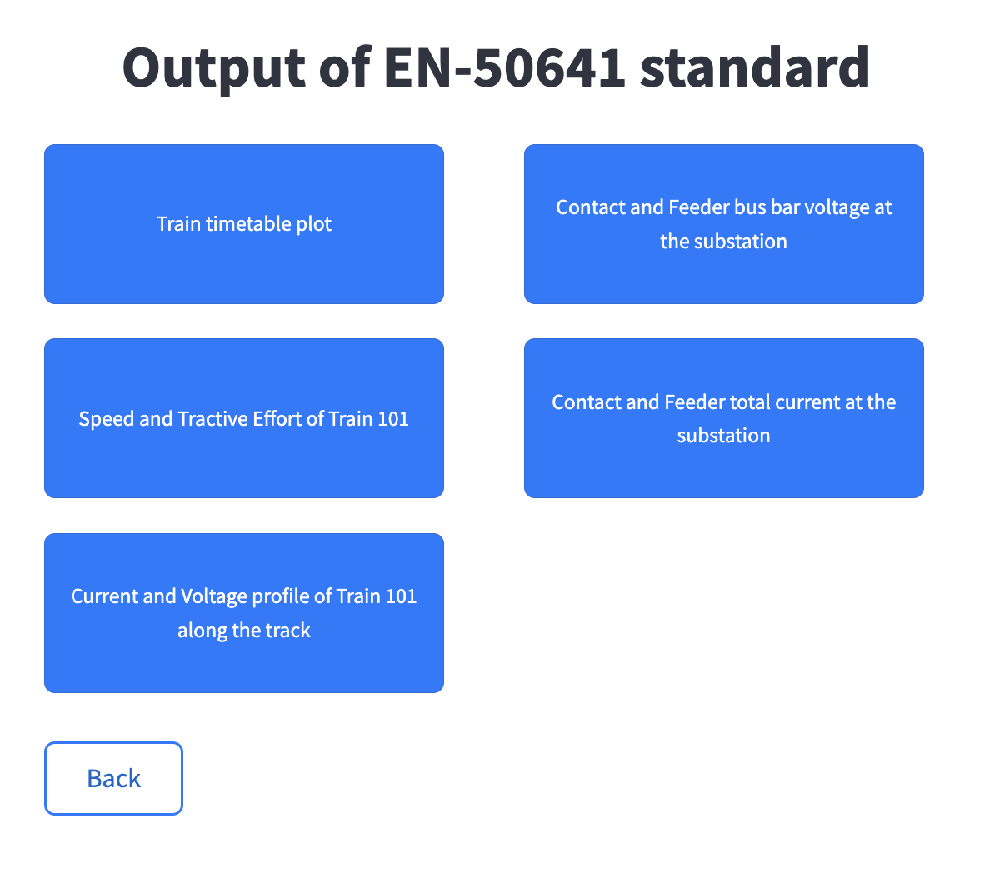 Output of EN-50641 standard
Train timetable plot
Contact and Feeder bus bar voltage at
the substation
Speed and Tractive Effort of Train 101
Contact and Feeder total current at the
substation
Current and Voltage profile of Train 101
along the track
Back